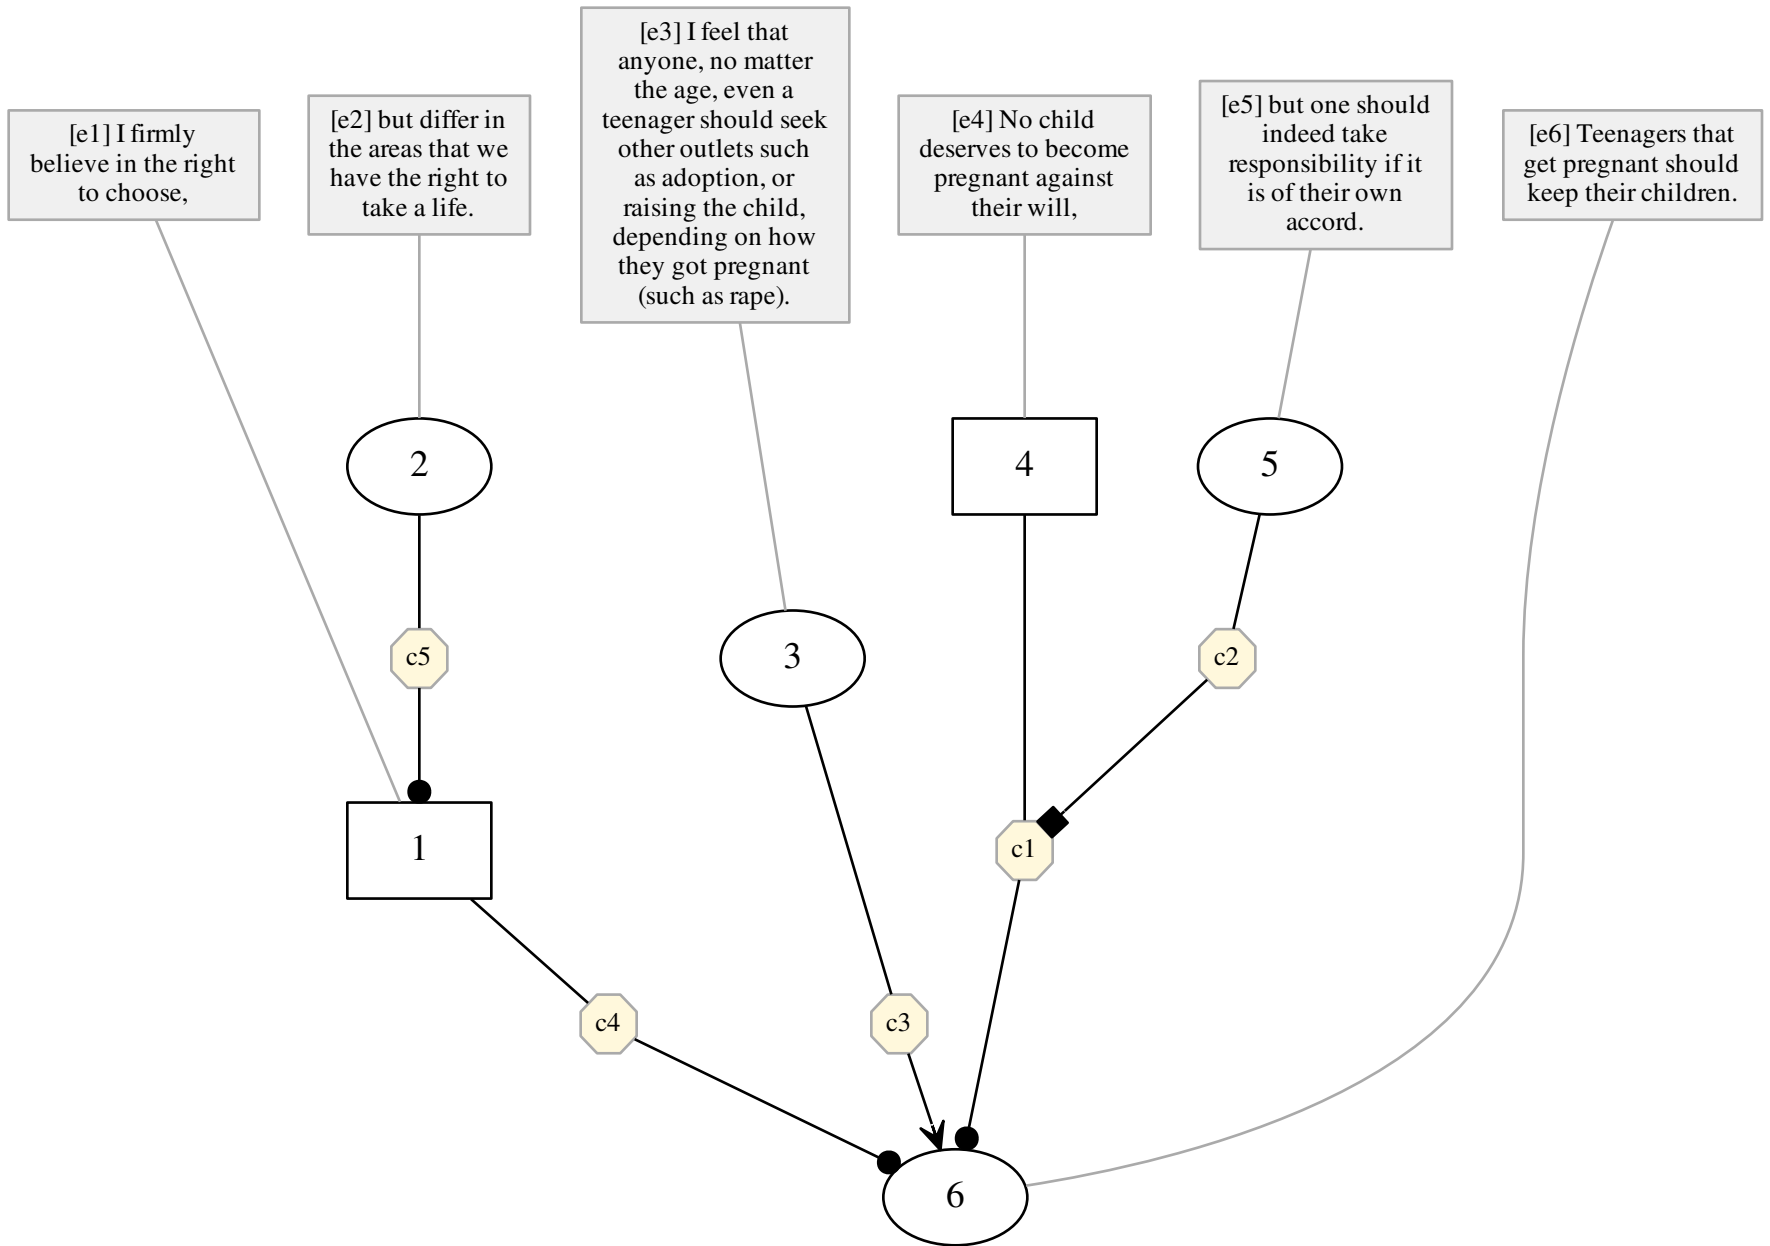 [e1] I firmly
believe in the right
to choose,
[e2] but differ in
the areas that we
have the right to
take a life.
[e3] I feel that
anyone, no matter
the age, even a
teenager should seek
other outlets such
as adoption, or
raising the child,
depending on how
they got pregnant
(such as rape).
[e4] No child
deserves to become
pregnant against
their will,
[e5] but one should
indeed take
responsibility if it
is of their own
accord.
[e6] Teenagers that
get pregnant should
keep their children.
2
4
5
c5
3
c2
1
c1
c4
c3
6